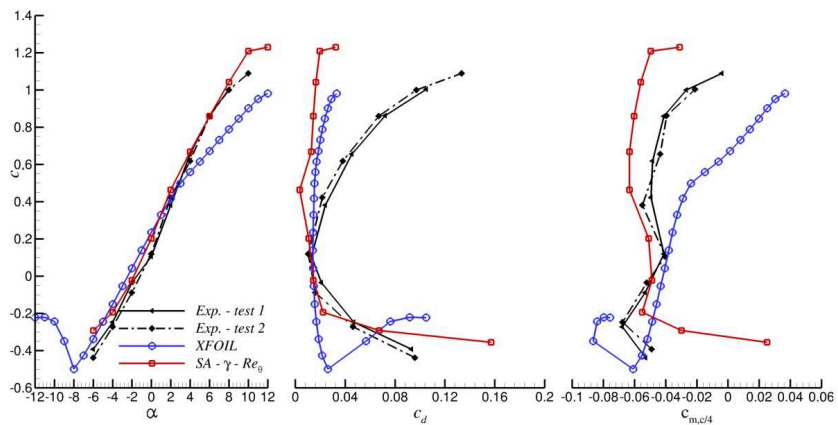 1.4
1.2
1
0.8
0.6
0.4
0.2
0
-0.2
-0.4
-0.6
c
Exp. - test 1
Exp. - test 2
XFOIL
SA - γ - Reθ
-12 -10 -8 -6 -4 -2 0 2 4 6 8 10 12
α
0 0.04 0.08 0.12 0.16 0.2
cd
-0.1 -0.08 -0.06 -0.04 -0.02 0 0.02 0.04 0.06
cm,c/4